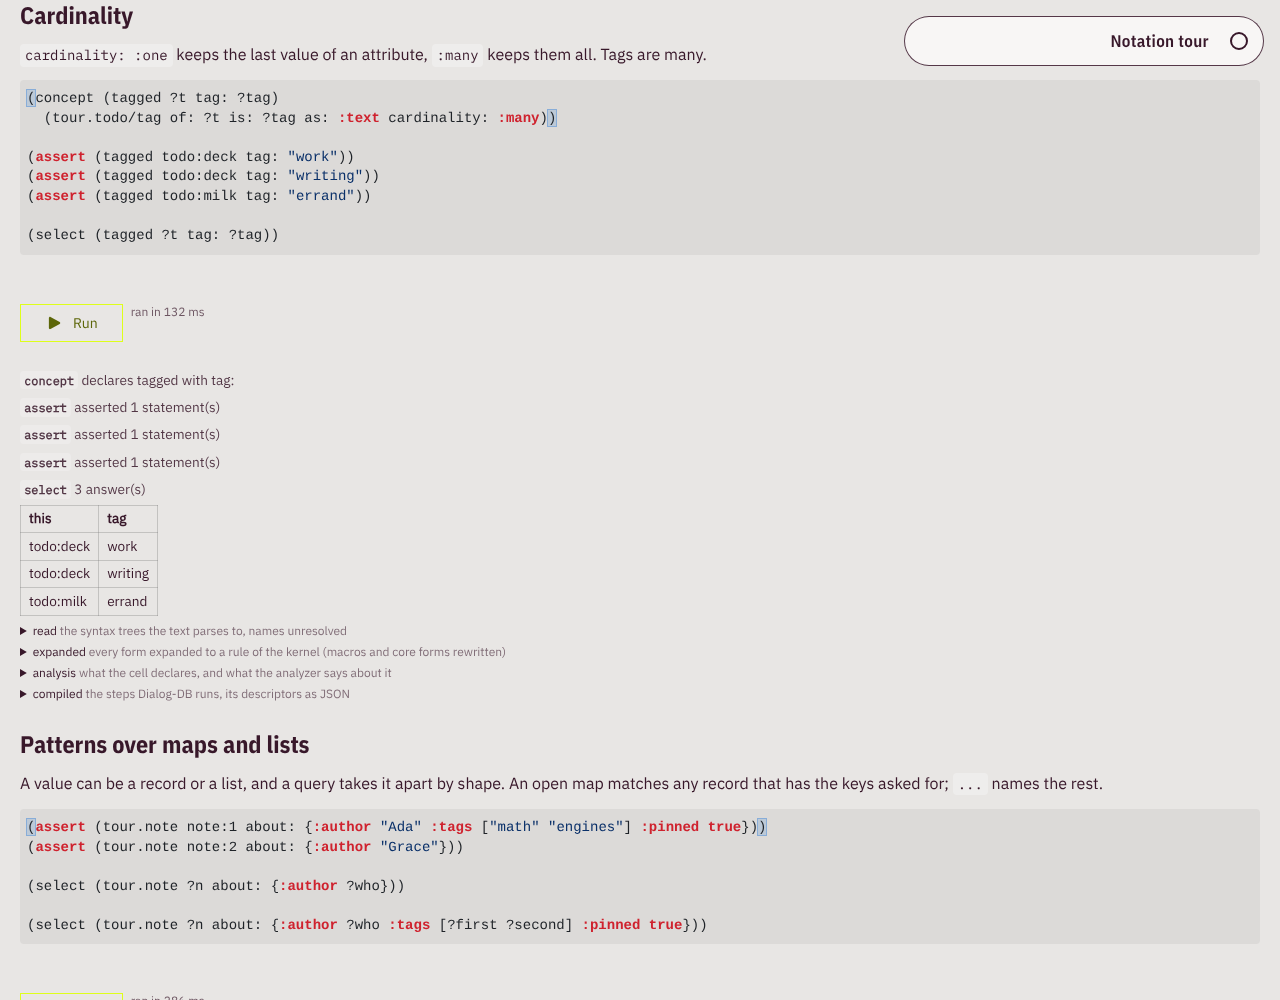 Cardinality
Notation tour
cardinality: :one keeps the last value of an attribute, :many keeps them all. Tags are many.
(concept (tagged ?t tag: ?tag)
  (tour.todo/tag of: ?t is: ?tag as: :text cardinality: :many))
(assert (tagged todo:deck tag: "work"))
(assert (tagged todo:deck tag: "writing"))
(assert (tagged todo:milk tag: "errand"))
(select (tagged ?t tag: ?tag))
Run
ran in 132 ms
concept declares tagged with tag:
assert asserted 1 statement(s)
assert asserted 1 statement(s)
assert asserted 1 statement(s)
select 3 answer(s)
this tag
todo:deck work
todo:deck writing
todo:milk errand
read the syntax trees the text parses to, names unresolved
expanded every form expanded to a rule of the kernel (macros and core forms rewritten)
analysis what the cell declares, and what the analyzer says about it
compiled the steps Dialog-DB runs, its descriptors as JSON
Patterns over maps and lists
A value can be a record or a list, and a query takes it apart by shape. An open map matches any record that has the keys asked for; ... names the rest.
(assert (tour.note note:1 about: {:author "Ada" :tags ["math" "engines"] :pinned true}))
(assert (tour.note note:2 about: {:author "Grace"}))
(select (tour.note ?n about: {:author ?who}))
(select (tour.note ?n about: {:author ?who :tags [?first ?second] :pinned true}))